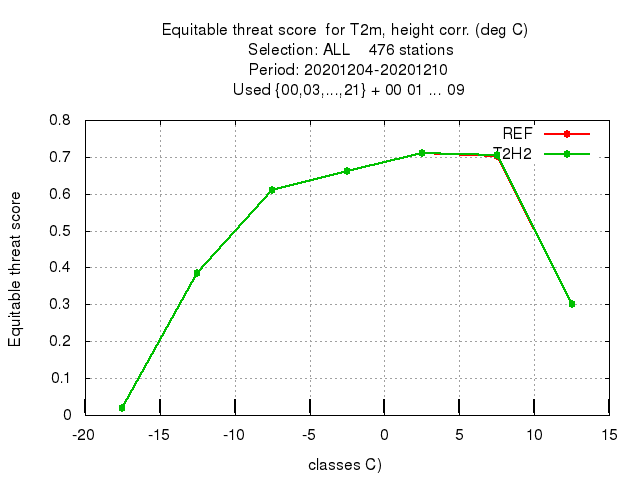 Equitable threat score for T2m, height corr. (deg C)
Selection: ALL 476 stations
Period: 20201204-20201210
Used {00,03,...,21} + 00 01 ... 09
REF
T2H2
Equitable threat score
0.8
0.7
0.6
0.5
0.4
0.3
0.2
0.1
0
-20 -15 -10 -5 0 5 10 15
classes C)